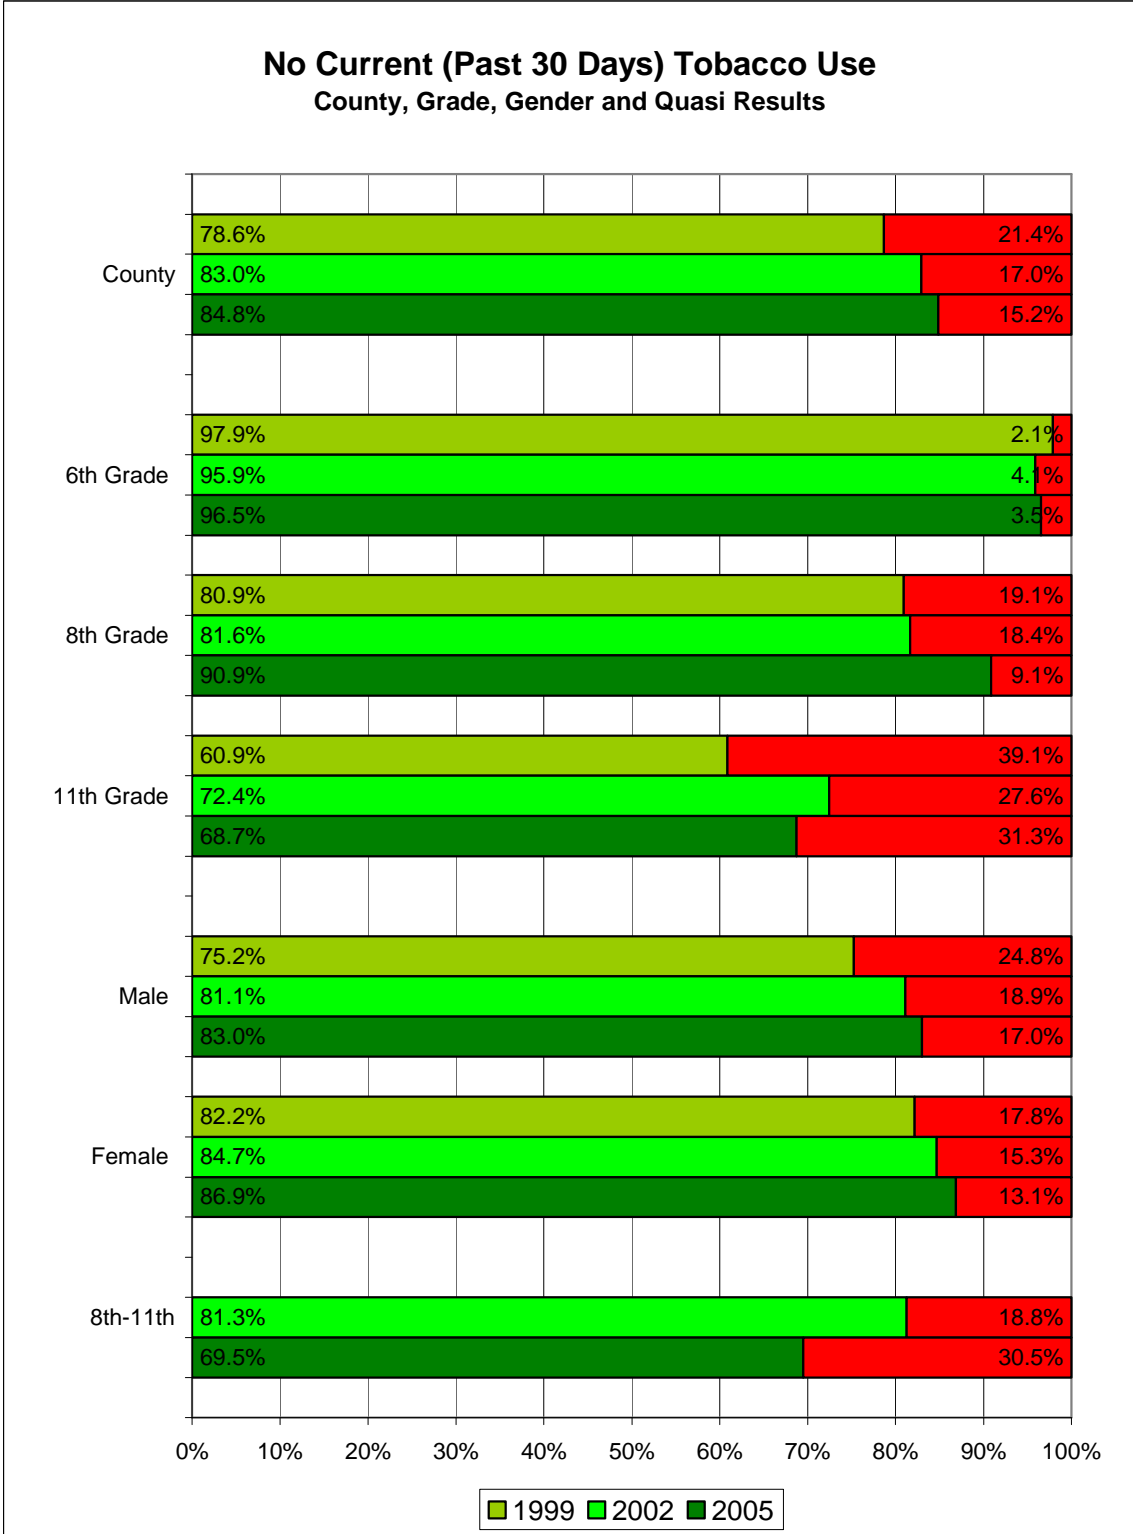 No Current (Past 30 Days) Tobacco Use
County, Grade, Gender and Quasi Results
78.6% 21.4%
County 83.0% 17.0%
84.8% 15.2%
97.9% 2.1%
6th Grade 95.9% 4.1%
96.5% 3.5%
80.9% 19.1%
8th Grade 81.6% 18.4%
90.9% 9.1%
60.9% 39.1%
11th Grade 72.4% 27.6%
68.7% 31.3%
75.2% 24.8%
Male 81.1% 18.9%
83.0% 17.0%
82.2% 17.8%
Female 84.7% 15.3%
86.9% 13.1%
8th-11th 81.3% 18.8%
69.5% 30.5%
0% 10% 20% 30% 40% 50% 60% 70% 80% 90% 100%
1999 2002 2005